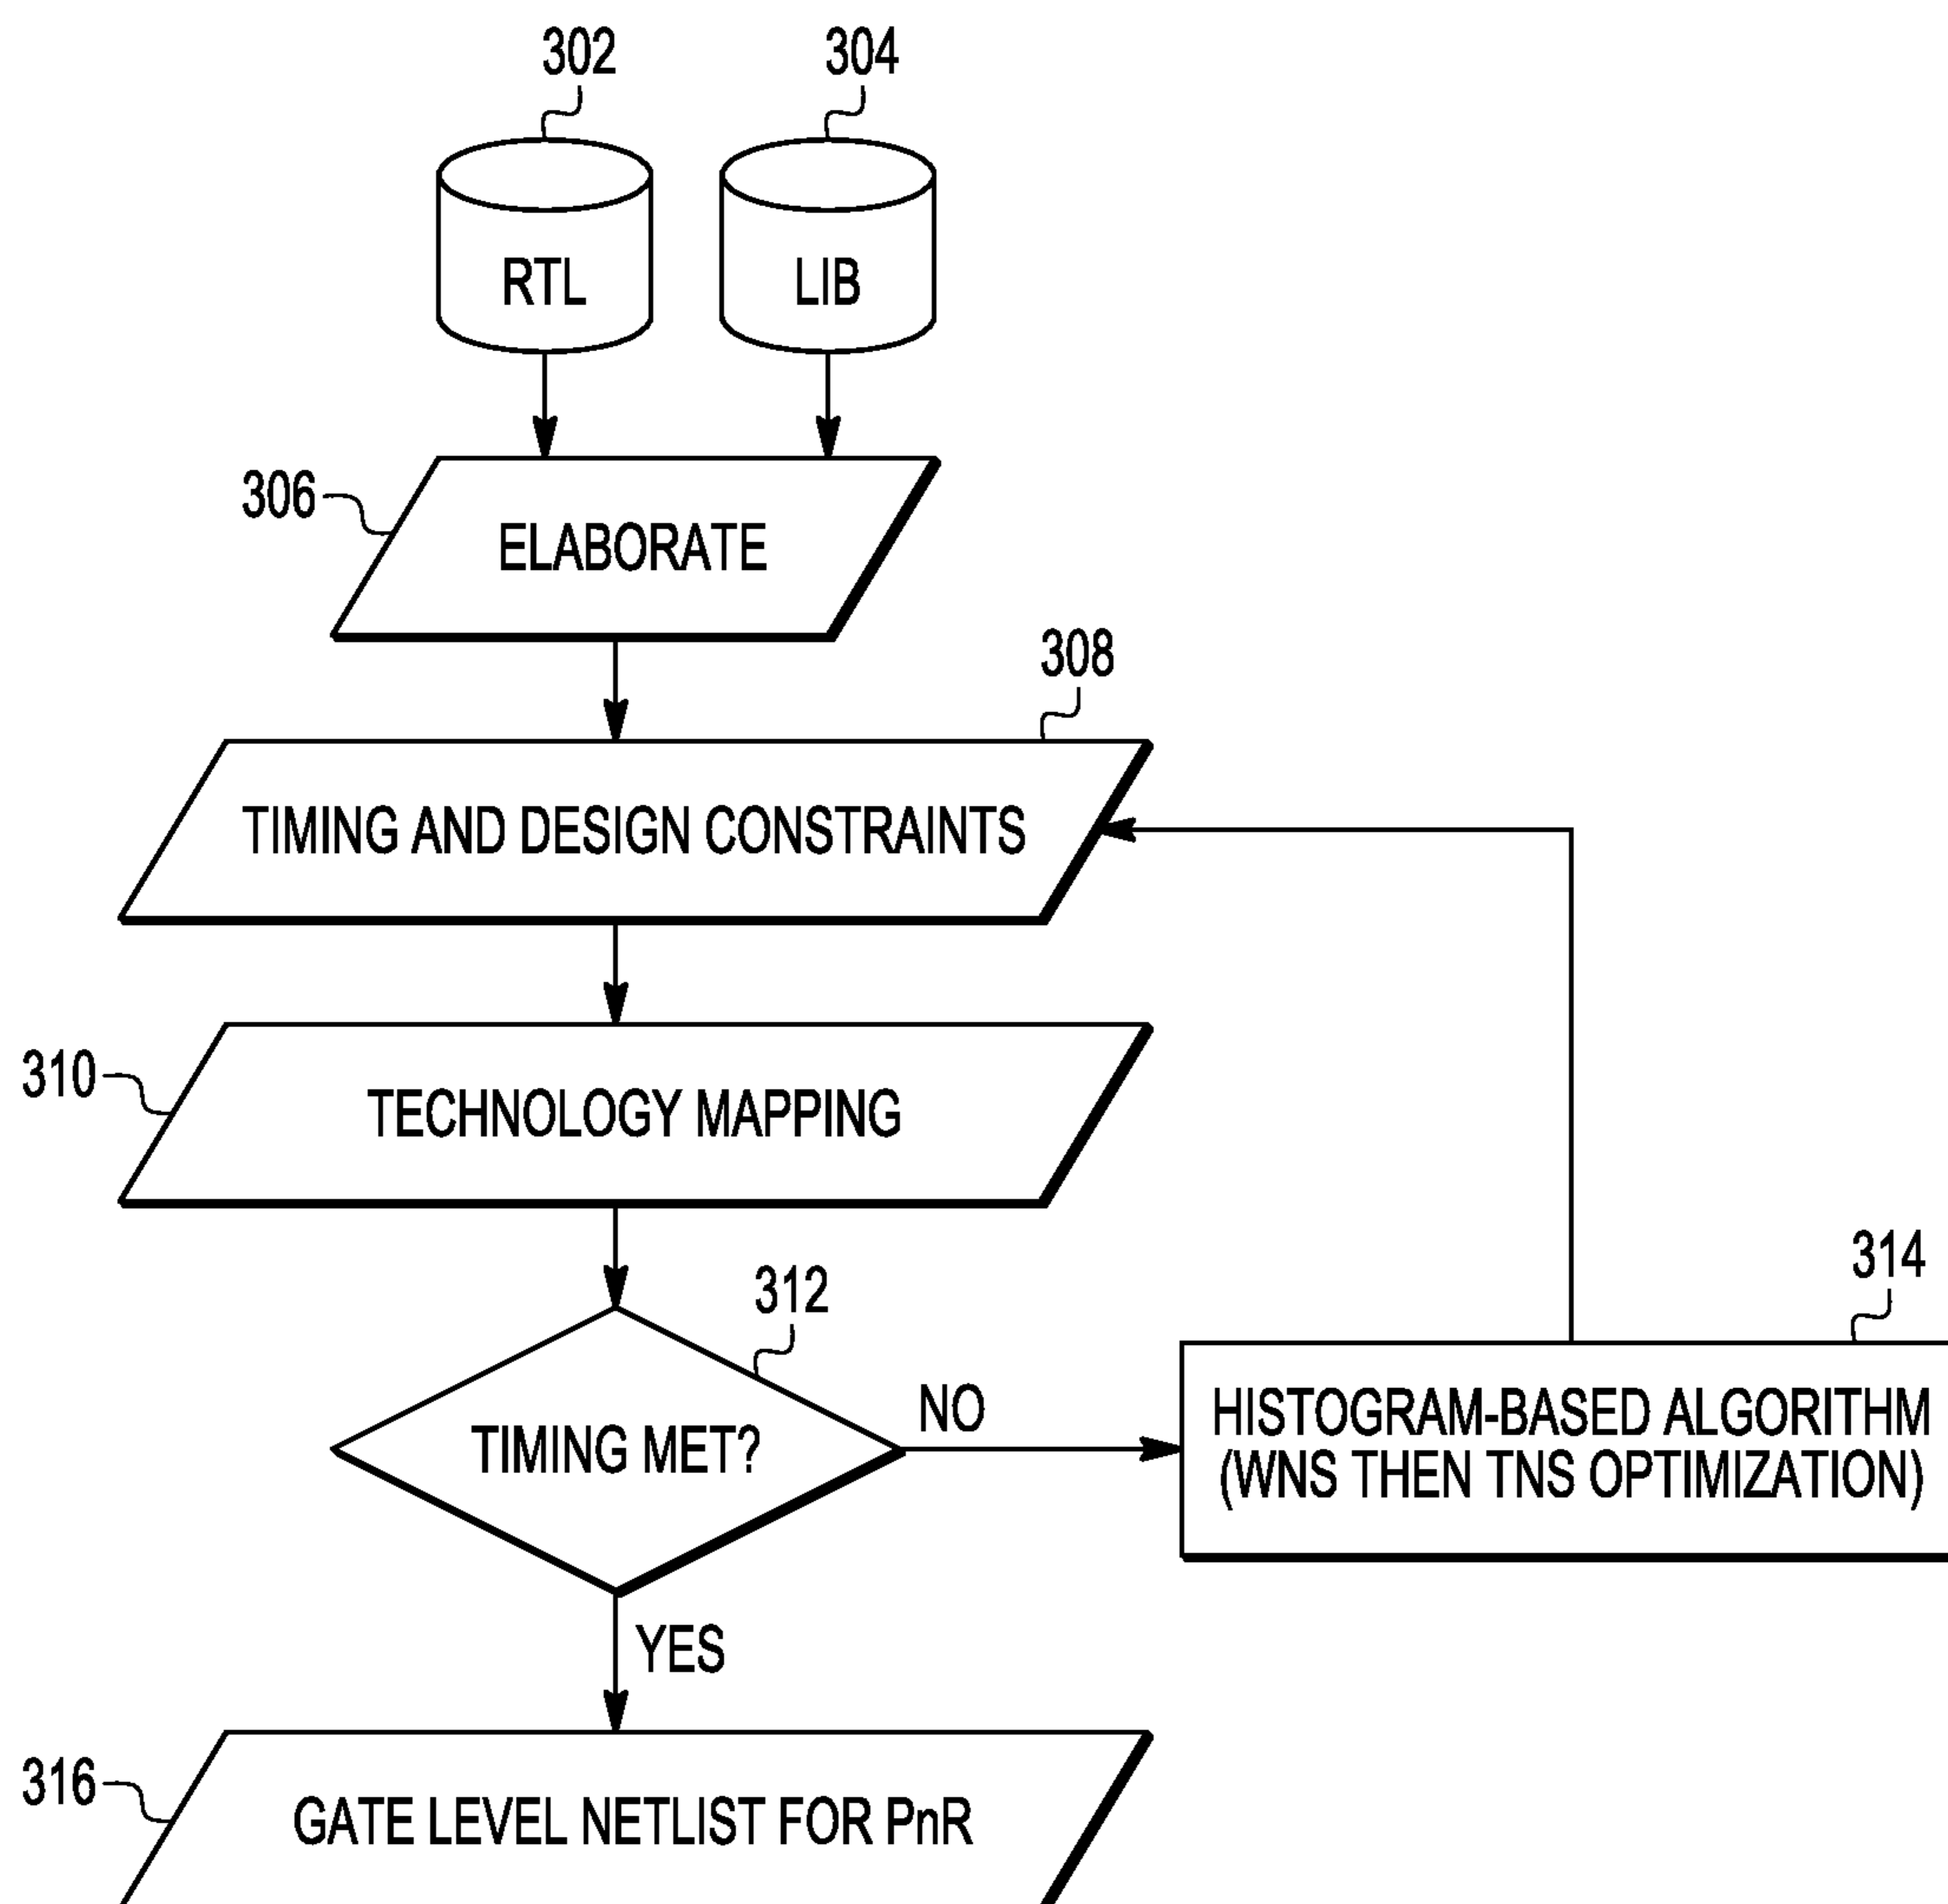 302
304
RTL
LIB
306
ELABORATE
308
TIMING AND DESIGN CONSTRAINTS
310
TECHNOLOGY MAPPING
312
314
TIMING MET?
NO
HISTOGRAM-BASED ALGORITHM
(WNS THEN TNS OPTIMIZATION)
YES
316
GATE LEVEL NETLIST FOR PnR